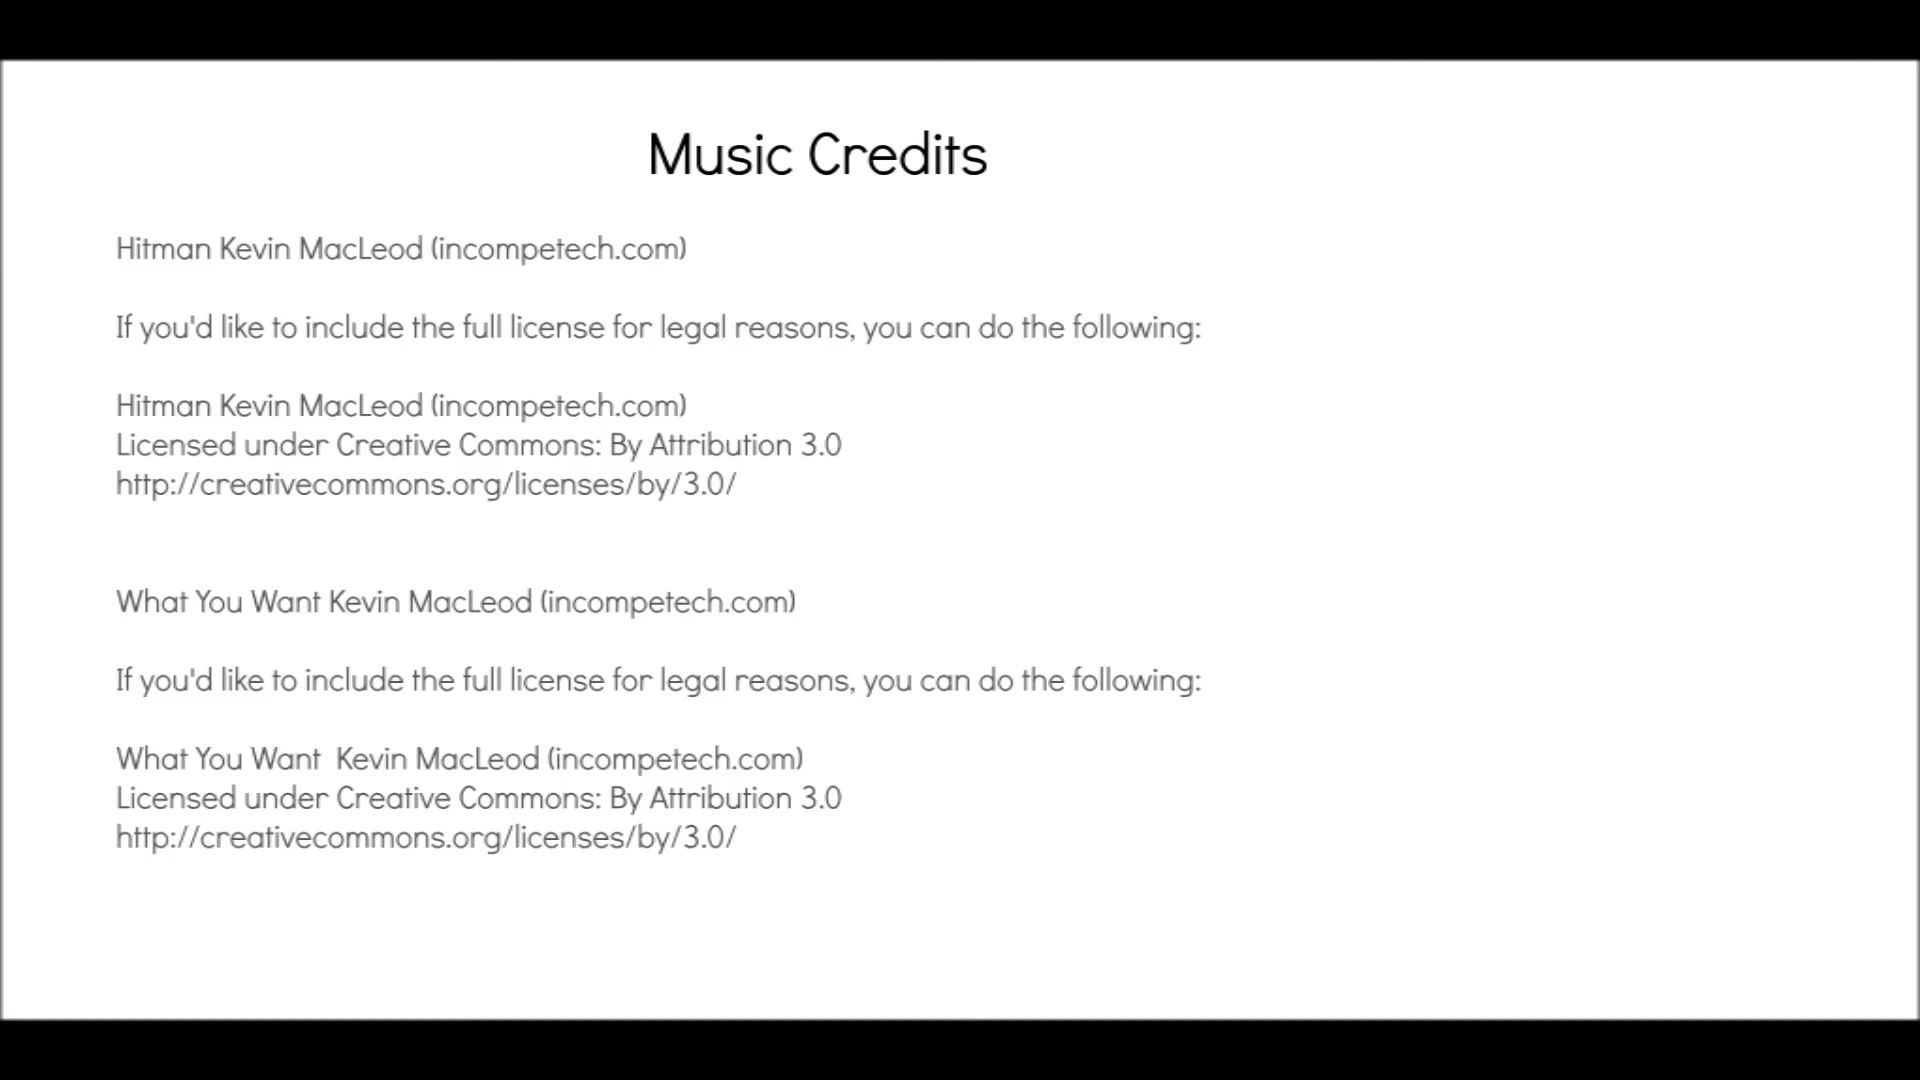 Music Credits
Hitman Kevin MacLeod (incompetech.com)
If you'd like to include the full license for legal reasons, you can do the following:
Hitman Kevin MacLeod (incompetech.com)
Licensed under Creative Commons: By Attribution 3.0
http://creativecommons.org/licenses/by/3.0/
What You Want Kevin MacLeod (incompetech.com)
If you'd like to include the full license for legal reasons, you can do the following:
What You Want  Kevin MacLeod (incompetech.com)
Licensed under Creative Commons: By Attribution 3.0
http://creativecommons.org/licenses/by/3.0/